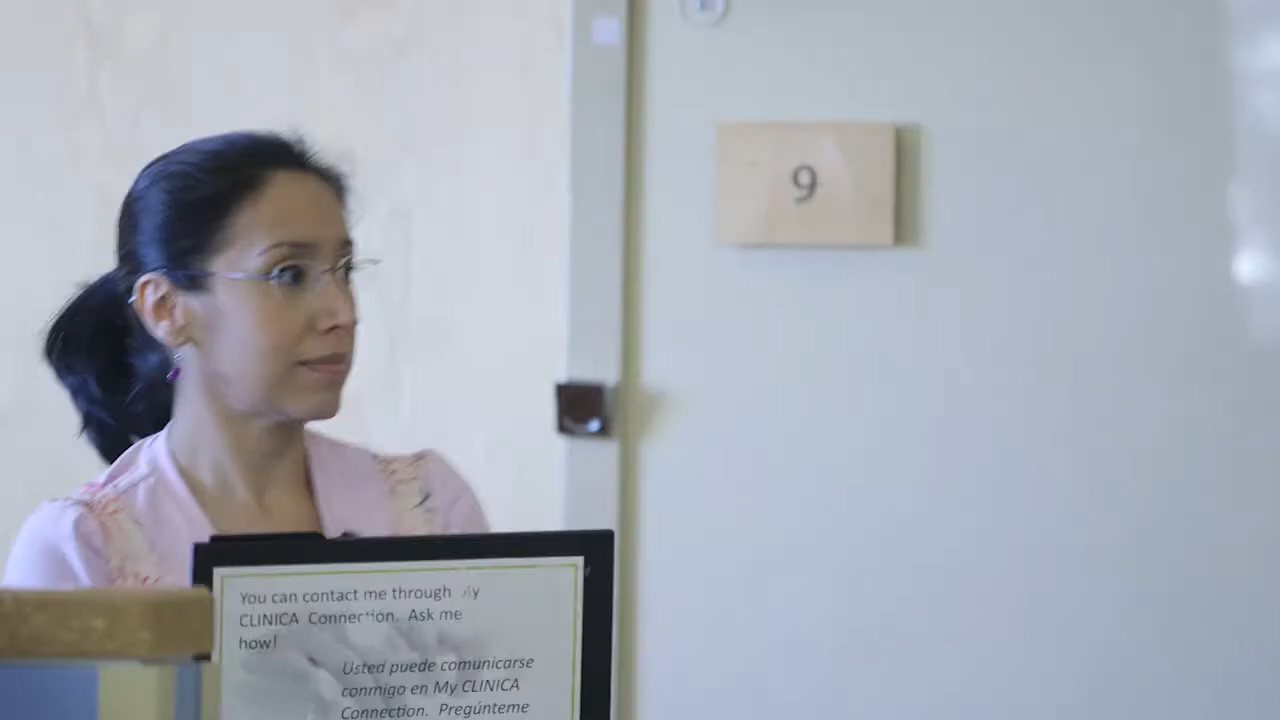 9
You can contact me through My
CLINICA Connection. Ask me
how!
Usted puede comunicarse
conmigo en My CLINICA
Connection. Pregúnteme